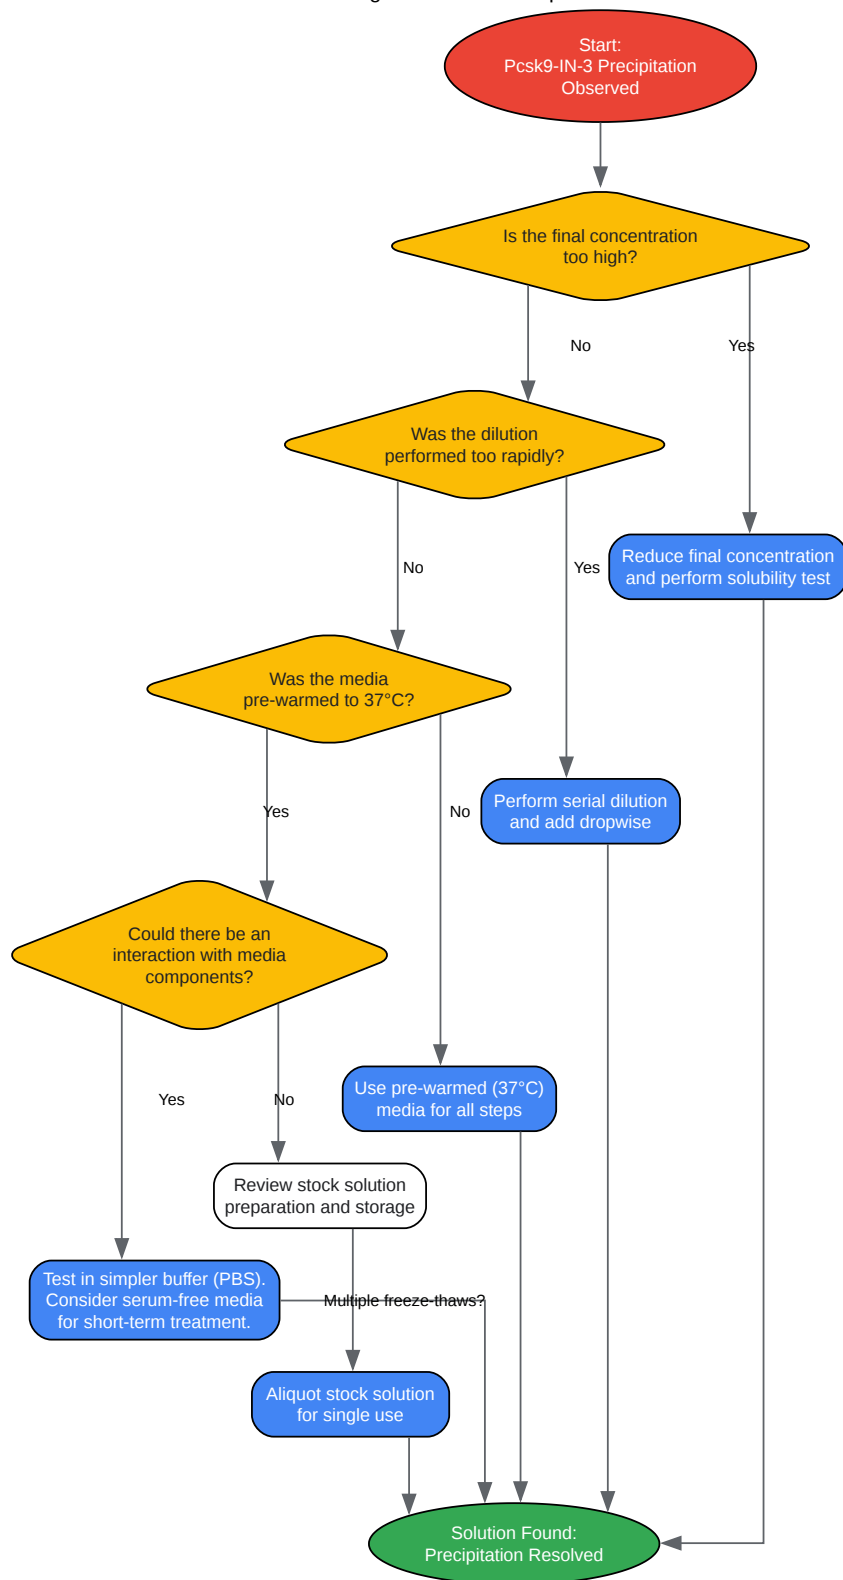 Start:
Pcsk9-IN-3 Precipitation
Observed
Is the final concentration
too high?
No
Yes
Was the dilution
performed too rapidly?
Reduce final concentration
and perform solubility test
No
Yes
Was the media
pre-warmed to 37°C?
Perform serial dilution
and add dropwise
Yes
No
Could there be an
interaction with media
components?
Use pre-warmed (37°C)
media for all steps
Yes
No
Review stock solution
preparation and storage
Test in simpler buffer (PBS).
Consider serum-free media
for short-term treatment.
Multiple freeze-thaws?
Aliquot stock solution
for single use
Solution Found:
Precipitation Resolved